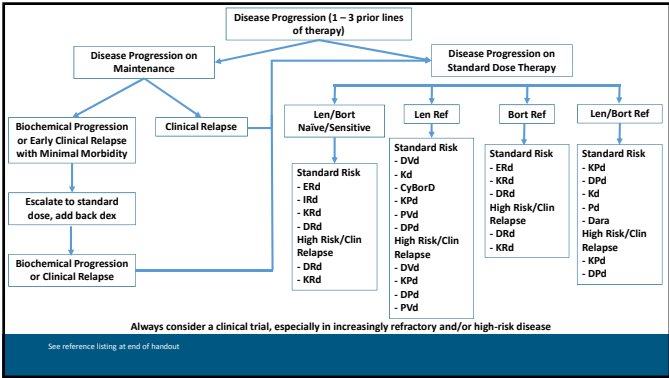 Disease Progression (1 – 3 prior lines
of therapy)
Disease Progression on
Maintenance
Disease Progression on
Standard Dose Therapy
Biochemical Progression
or Early Clinical Relapse
with Minimal Morbidity
Clinical Relapse
Escalate to standard
dose, add back dex
Biochemical Progression
or Clinical Relapse
Len/Bort
Naïve/Sensitive
Standard Risk
- ERd
- IRd
- KRd
- DRd
High Risk/Clin
Relapse
- DRd
- KRd
Len Ref
Standard Risk
- DVd
- Kd
- CyBorD
- KPd
- PVd
- DPd
High Risk/Clin
Relapse
- DVd
- KPd
- DPd
- PVd
Bort Ref
Standard Risk
- ERd
- KRd
- DRd
High Risk/Clin
Relapse
- DRd
- KRd
Len/Bort Ref
Standard Risk
- KPd
- DPd
- Kd
- Pd
- Dara
High Risk/Clin
Relapse
- KPd
- DPd
Always consider a clinical trial, especially in increasingly refractory and/or high-risk disease
See reference listing at end of handout